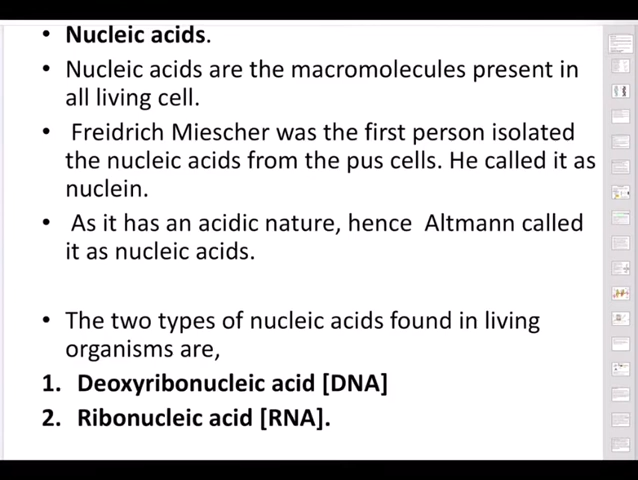 • Nucleic acids.
• Nucleic acids are the macromolecules present in
all living cell.
• Freidrich Miescher was the first person isolated
the nucleic acids from the pus cells. He called it as
nuclein.
• As it has an acidic nature, hence Altmann called
it as nucleic acids.
• The two types of nucleic acids found in living
organisms are,
1. Deoxyribonucleic acid [DNA]
2. Ribonucleic acid [RNA].